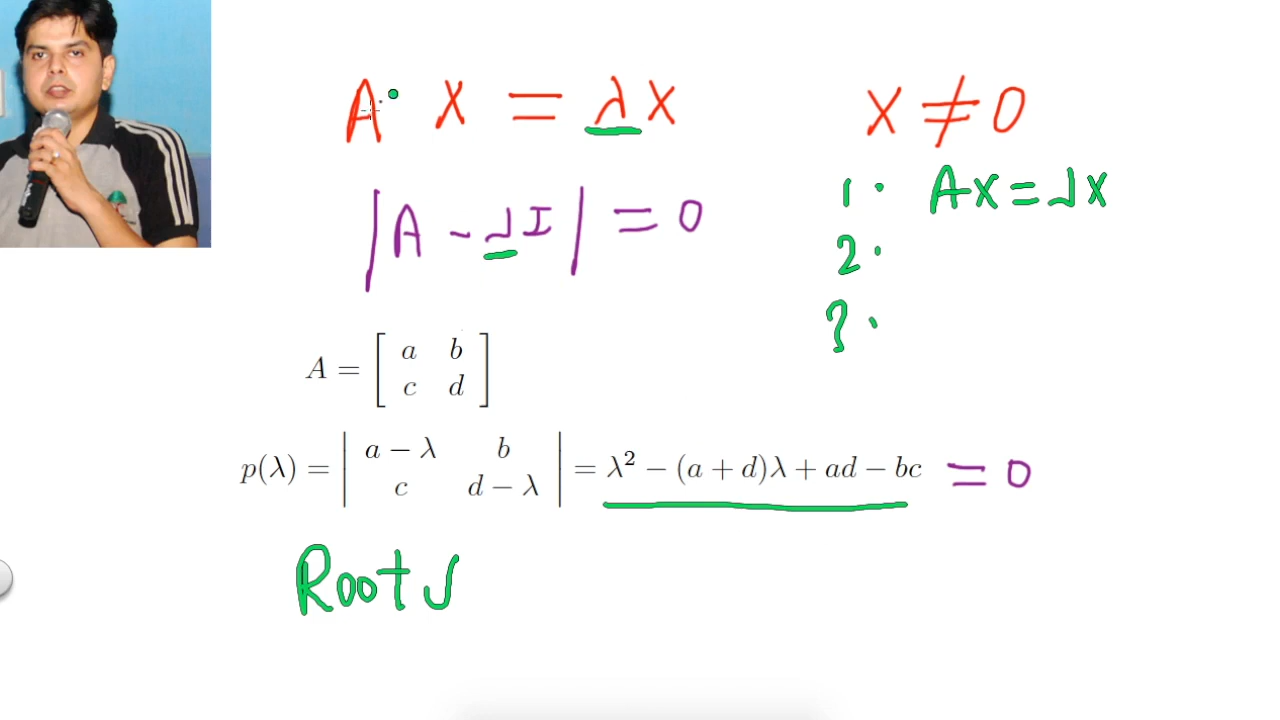 A· X = λX X ≠ 0
|A - λI| = 0
1· AX = λX
2·
3·
A = [ a b
c d ]
p(λ) = | a − λ b
c d − λ | = λ² − (a + d)λ + ad − bc = 0
Roots